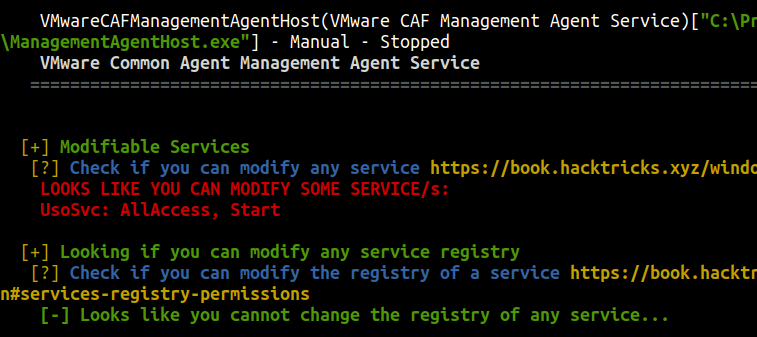 VMwareCAFManagementAgentHost(VMware CAF Management Agent Service)["C:\Pr
\ManagementAgentHost.exe"] - Manual - Stopped
VMware Common Agent Management Agent Service
=========================================================================
[+] Modifiable Services
[?] Check if you can modify any service https://book.hacktricks.xyz/windo
LOOKS LIKE YOU CAN MODIFY SOME SERVICE/s:
UsoSvc: AllAccess, Start
[+] Looking if you can modify any service registry
[?] Check if you can modify the registry of a service https://book.hacktr
n#services-registry-permissions
[-] Looks like you cannot change the registry of any service...